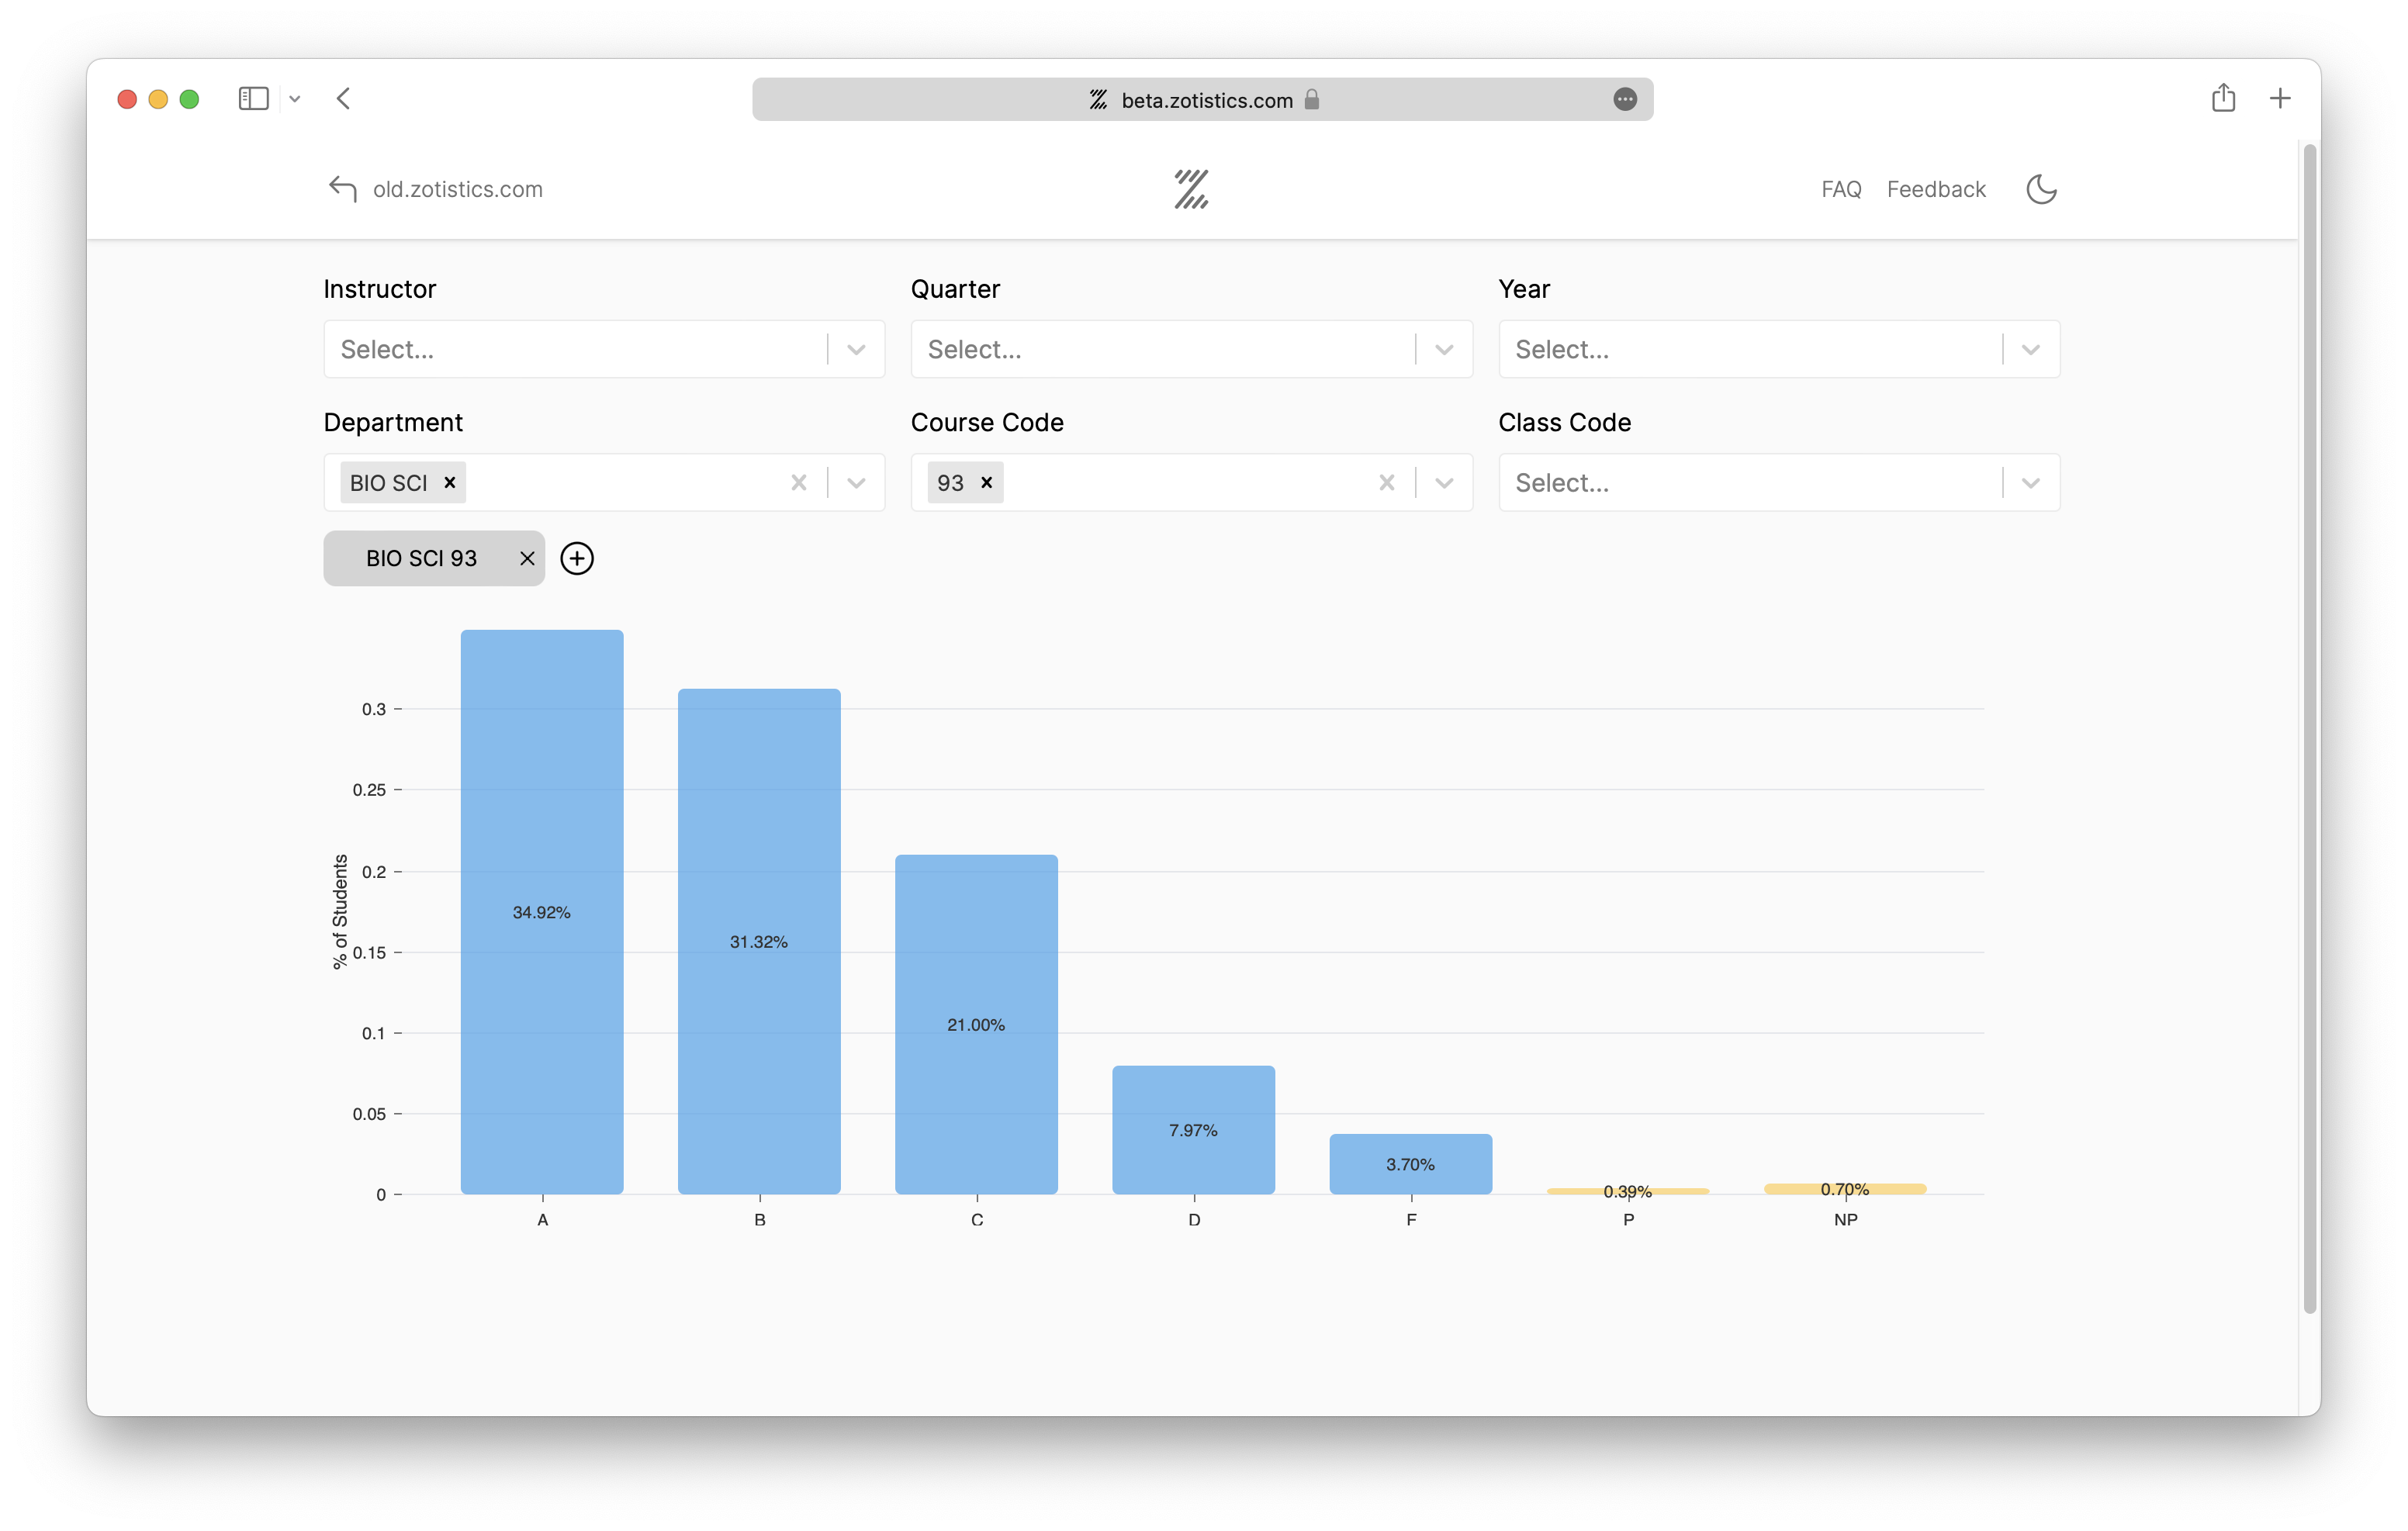 beta.zotistics.com
old.zotistics.com
FAQ Feedback
Instructor Quarter Year
Select... Select... Select...
Department Course Code Class Code
BIO SCI 93 Select...
BIO SCI 93
0.3
0.25
0.2
0.15
0.1
0.05
0
% of Students
34.92%
31.32%
21.00%
7.97%
3.70%
0.39%
0.70%
A B C D F P NP